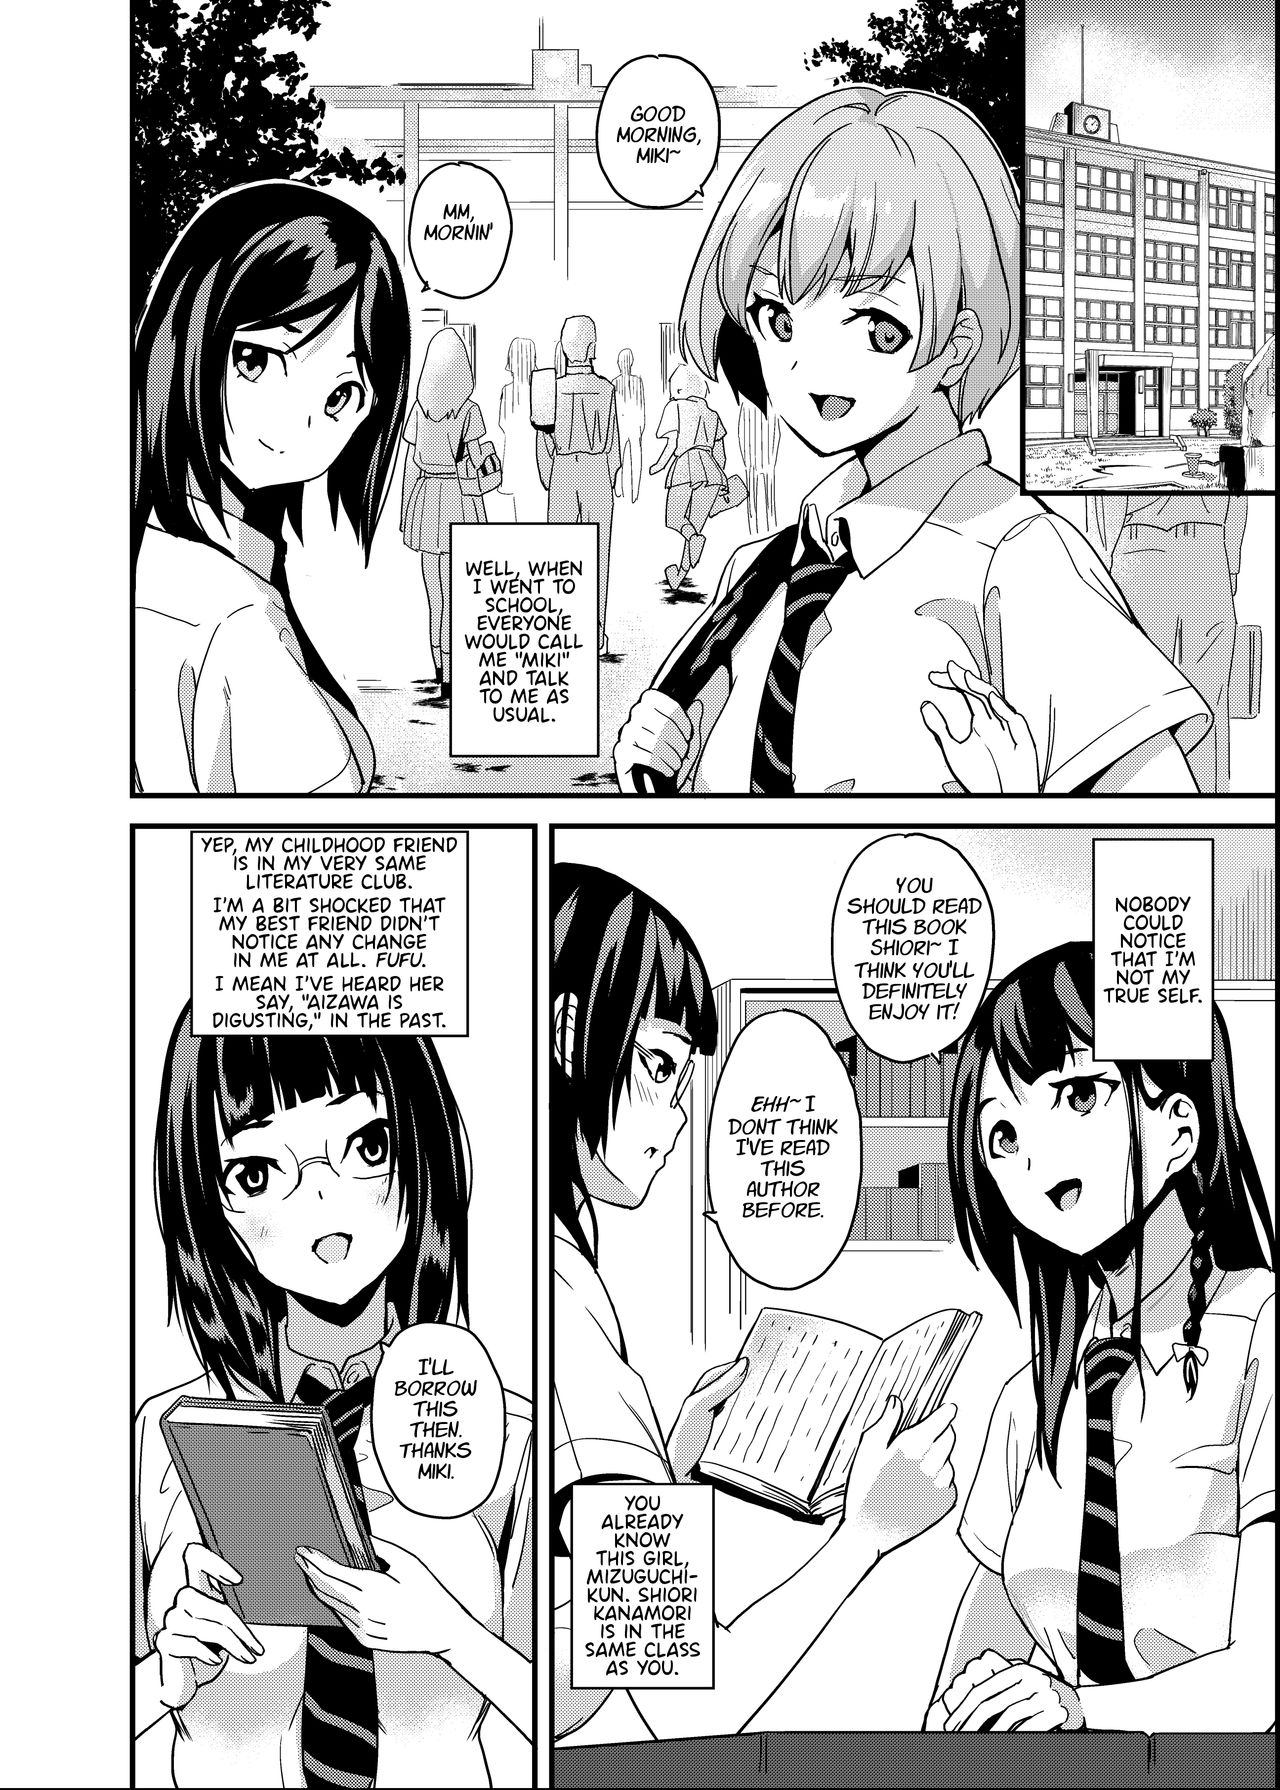 GOOD
MORNING,
MIKI~
MM,
MORNIN'
WELL, WHEN
I WENT TO
SCHOOL,
EVERYONE
WOULD CALL
ME "MIKI"
AND TALK
TO ME AS
USUAL.
NOBODY
COULD
NOTICE
THAT I'M
NOT MY
TRUE SELF.
YOU
SHOULD READ
THIS BOOK
SHIORI~ I
THINK YOU'LL
DEFINITELY
ENJOY IT!
EHH~ I
DONT THINK
I'VE READ
THIS
AUTHOR
BEFORE.
YOU
ALREADY
KNOW
THIS GIRL,
MIZUGUCHI-
KUN. SHIORI
KANAMORI
IS IN THE
SAME CLASS
AS YOU.
YEP, MY CHILDHOOD FRIEND
IS IN MY VERY SAME
LITERATURE CLUB.
I'M A BIT SHOCKED THAT
MY BEST FRIEND DIDN'T
NOTICE ANY CHANGE
IN ME AT ALL. FUFU.
I MEAN I'VE HEARD HER
SAY, "AIZAWA IS
DIGUSTING," IN THE PAST.
I'LL
BORROW
THIS
THEN.
THANKS
MIKI.